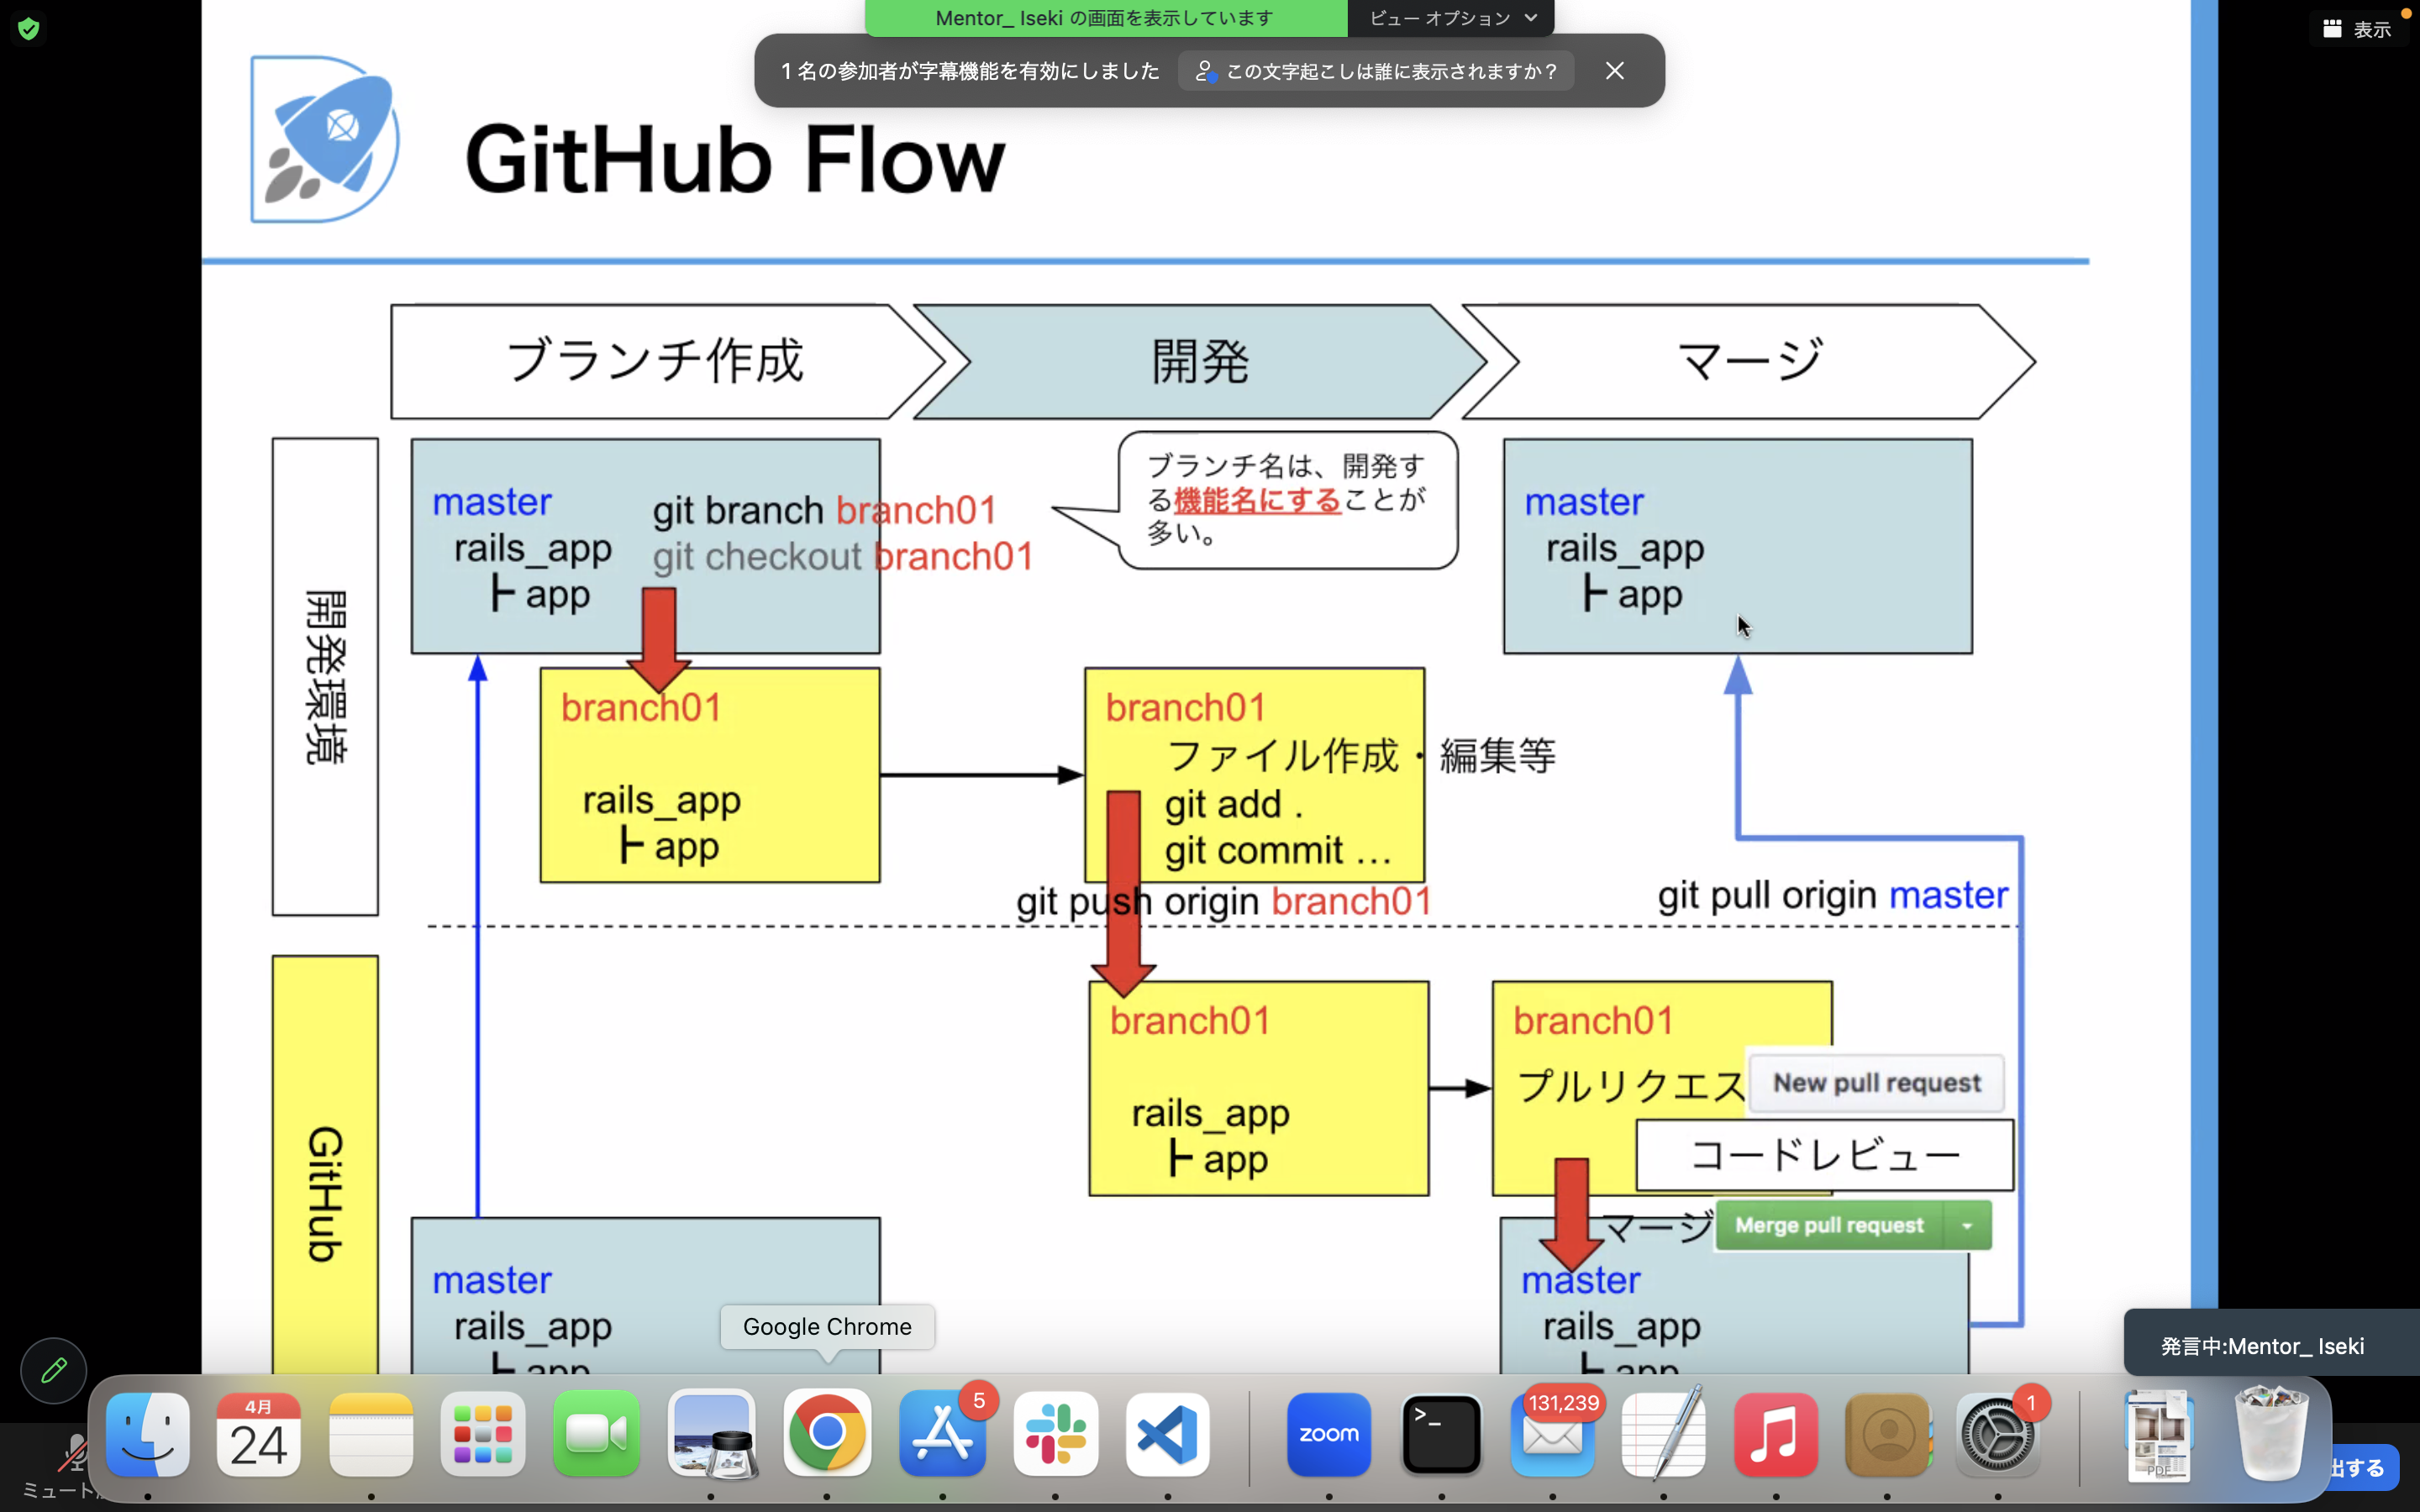 Mentor_ Iseki の画面を表示しています
ビュー オプション
表示
1 名の参加者が字幕機能を有効にしました
この文字起こしは誰に表示されますか？
GitHub Flow
ブランチ作成
開発
マージ
開発環境
master
rails_app
┣ app
git branch branch01
git checkout branch01
ブランチ名は、開発す
る機能名にすることが
多い。
master
rails_app
┣ app
branch01
rails_app
┣ app
branch01
ファイル作成・編集等
git add .
git commit …
git push origin branch01
git pull origin master
GitHub
branch01
rails_app
┣ app
branch01
プルリクエス
New pull request
コードレビュー
マージ
Merge pull request
master
rails_app
┣ app
master
rails_app
┣ app
Google Chrome
発言中:Mentor_ Iseki
4月
24
5
zoom
>_
131,239
1
PDF
ミュート
出する